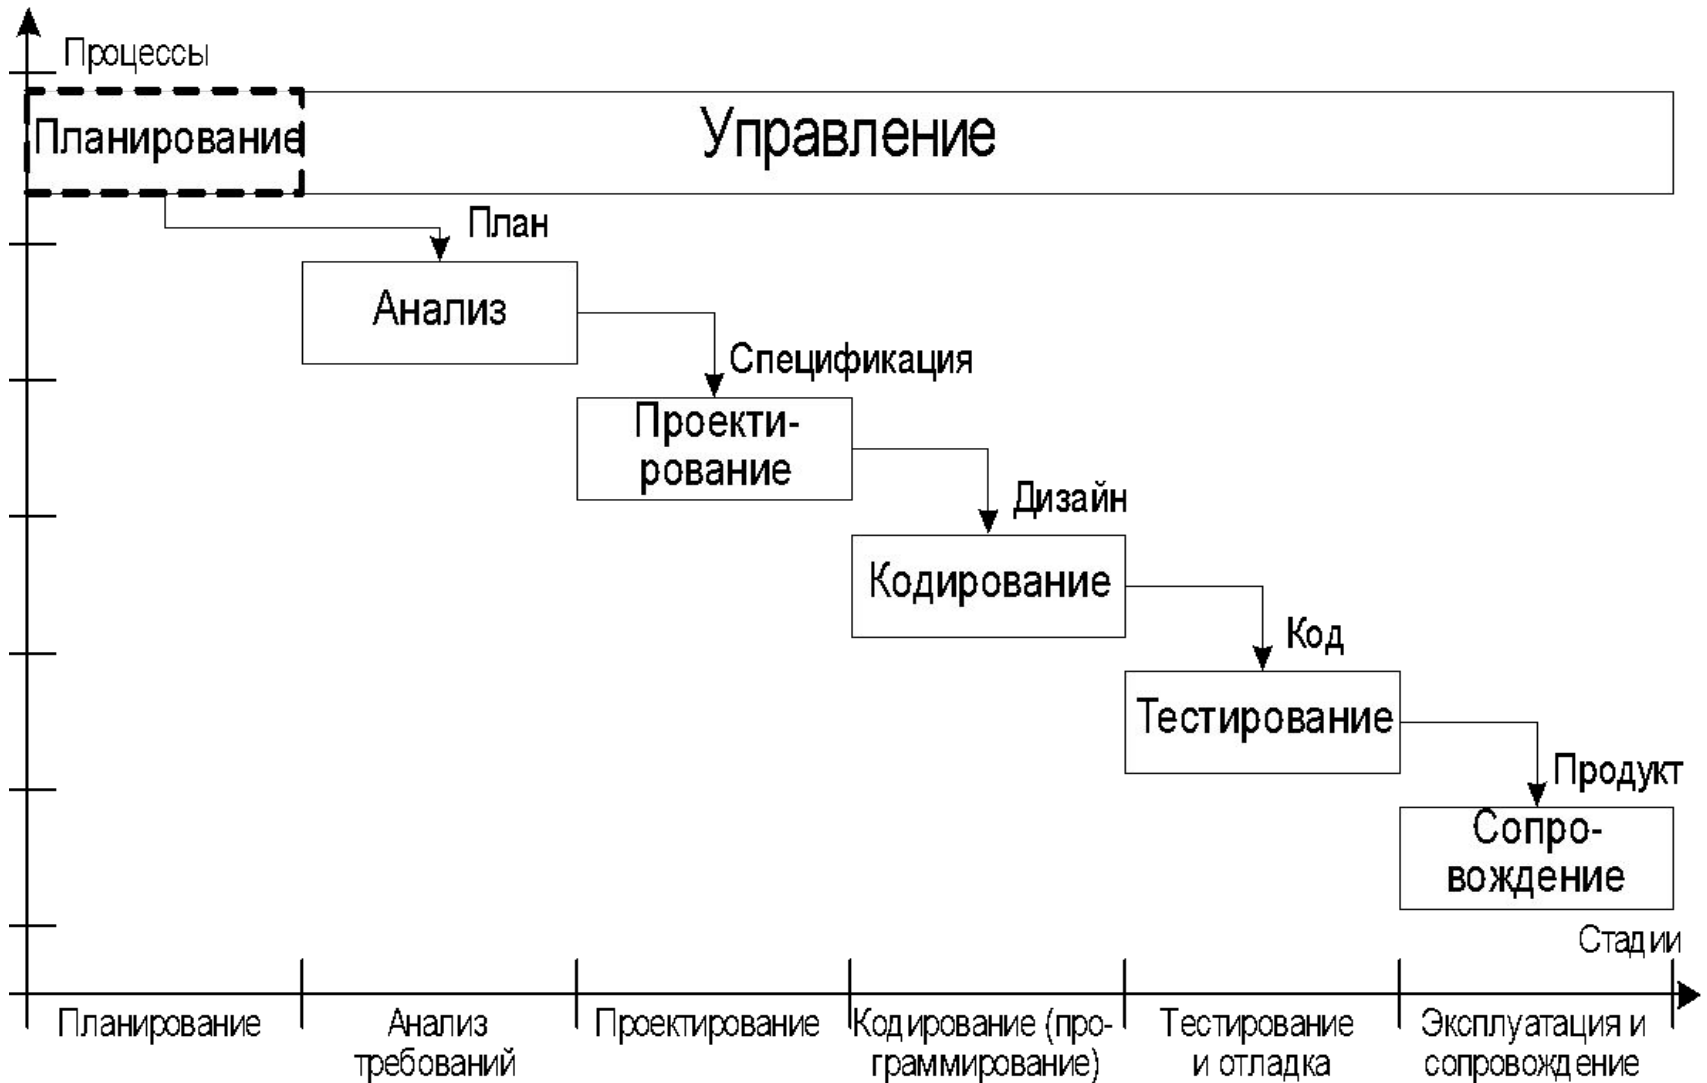 Процессы
Планирование
Управление
План
Анализ
Спецификация
Проекти-
рование
Дизайн
Кодирование
Код
Тестирование
Продукт
Сопро-
вождение
Стадии
Планирование
Анализ
требований
Проектирование
Кодирование (про-
граммирование)
Тестирование
и отладка
Эксплуатация и
сопровождение